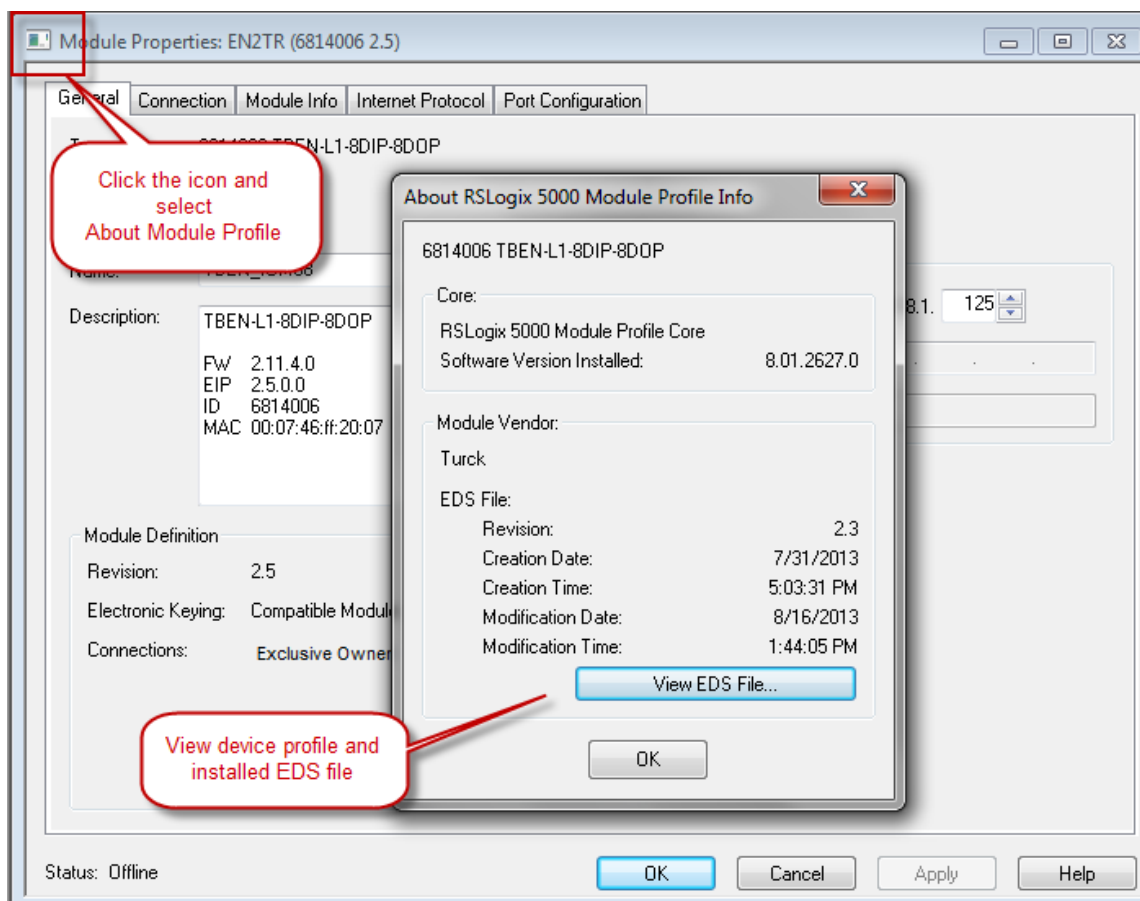 Module Properties: EN2TR (6814006 2.5)
General
Connection
Module Info
Internet Protocol
Port Configuration
TBEN-L1-8DIP-8DOP
Click the icon and
select
About Module Profile
Description:
TBEN-L1-8DIP-8DOP
FW 2.11.4.0
EIP 2.5.0.0
ID 6814006
MAC 00:07:46:ff:20:07
8.1. 125
Module Definition
Revision: 2.5
Electronic Keying: Compatible Modul
Connections: Exclusive Owner
About RSLogix 5000 Module Profile Info
6814006 TBEN-L1-8DIP-8DOP
Core:
RSLogix 5000 Module Profile Core
Software Version Installed: 8.01.2627.0
Module Vendor:
Turck
EDS File:
Revision: 2.3
Creation Date: 7/31/2013
Creation Time: 5:03:31 PM
Modification Date: 8/16/2013
Modification Time: 1:44:05 PM
View EDS File...
OK
View device profile and
installed EDS file
Status: Offline
OK
Cancel
Apply
Help